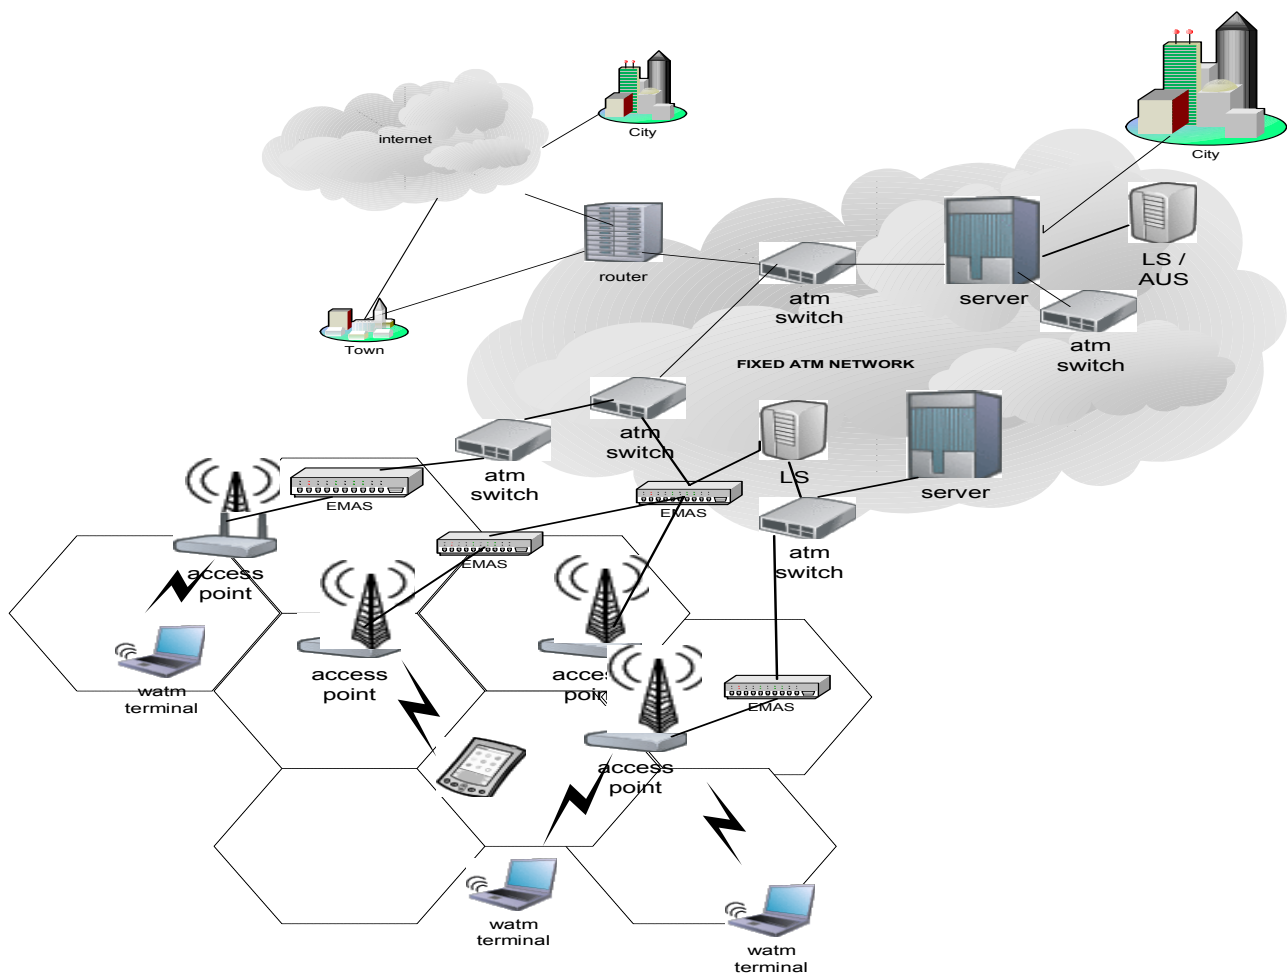 City
internet
City
LS /
AUS
router
server
atm
switch
atm
switch
Town
FIXED ATM NETWORK
atm
switch
LS
atm
switch
server
EMAS
EMAS
atm
switch
EMAS
access
point
access
point
access
point
watm
terminal
EMAS
access
point
watm
terminal
watm
terminal